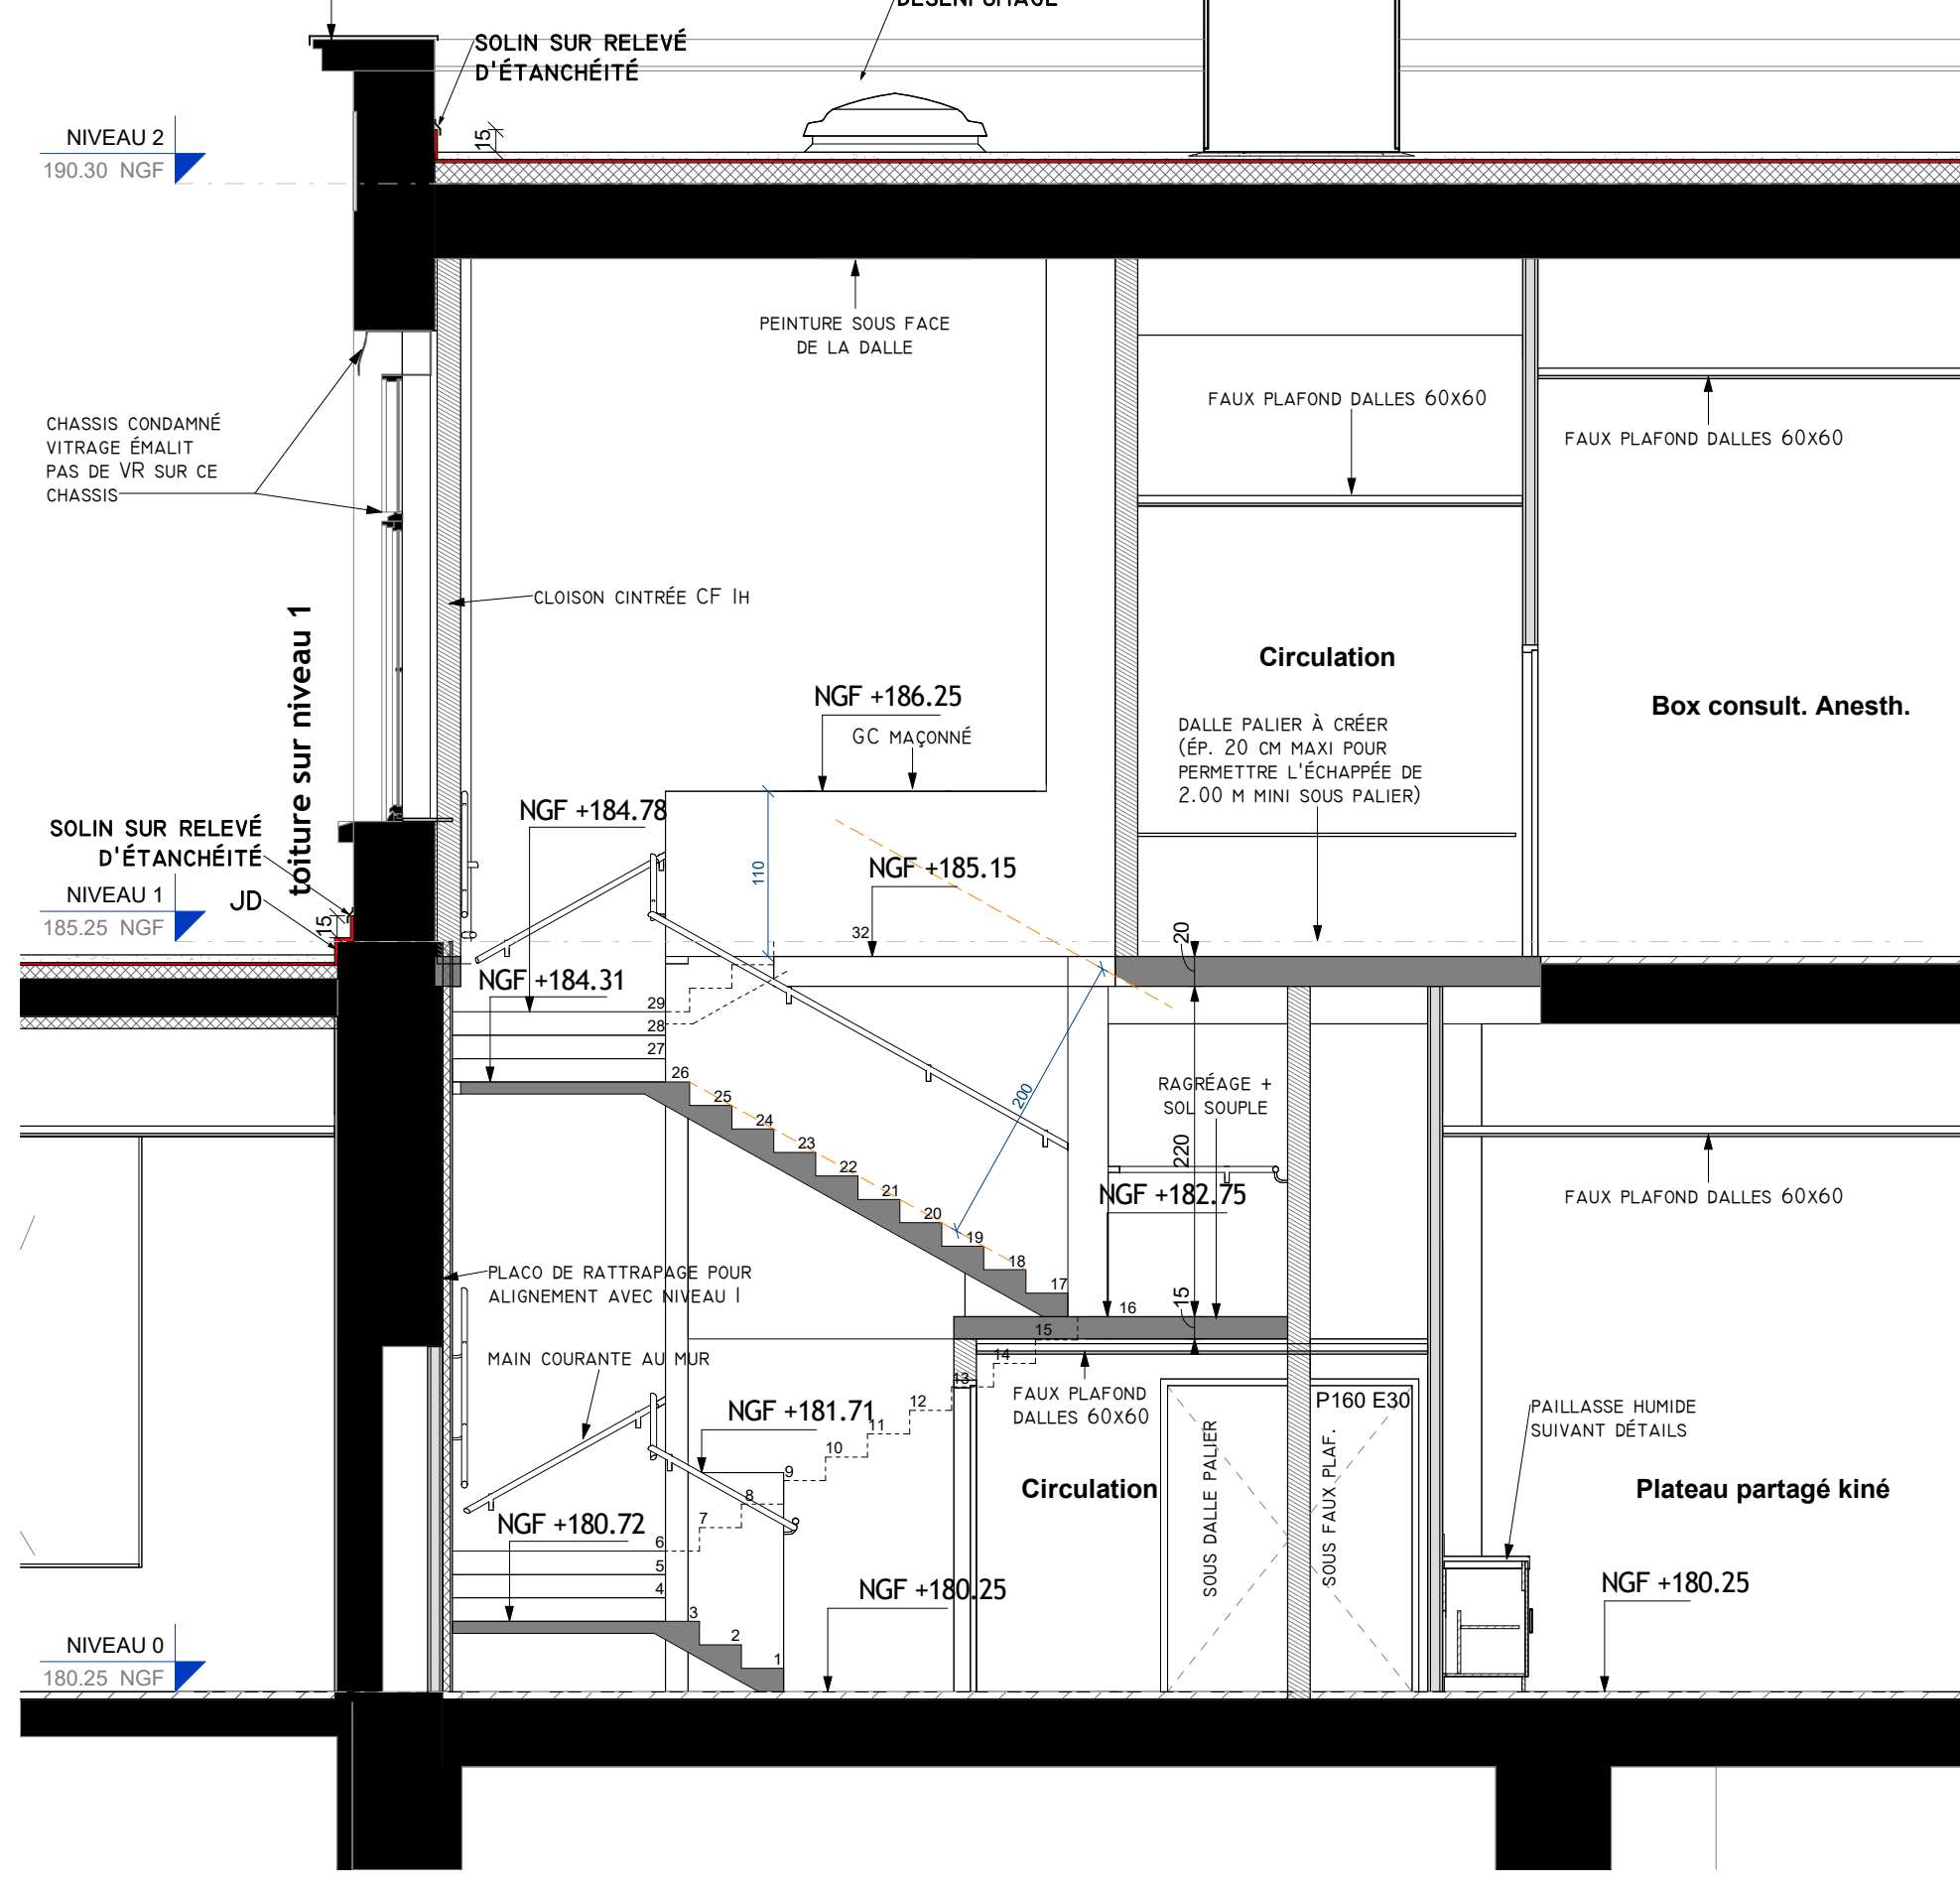 DÉSENFUMAGE
SOLIN SUR RELEVÉ
D'ÉTANCHÉITÉ
15
NIVEAU 2
190.30 NGF
PEINTURE SOUS FACE
DE LA DALLE
FAUX PLAFOND DALLES 60X60
FAUX PLAFOND DALLES 60X60
CHASSIS CONDAMNÉ
VITRAGE ÉMALIT
PAS DE VR SUR CE
CHASSIS
CLOISON CINTRÉE CF 1H
toiture sur niveau 1
Circulation
Box consult. Anesth.
NGF +186.25
GC MAÇONNÉ
DALLE PALIER À CRÉER
(ÉP. 20 CM MAXI POUR
PERMETTRE L'ÉCHAPPÉE DE
2.00 M MINI SOUS PALIER)
NGF +184.78
SOLIN SUR RELEVÉ
D'ÉTANCHÉITÉ
110
NGF +185.15
NIVEAU 1
185.25 NGF
JD
15
32
20
NGF +184.31
29
28
27
26
25
24
23
22
21
20
19
18
17
200
RAGRÉAGE +
SOL SOUPLE
220
NGF +182.75
FAUX PLAFOND DALLES 60X60
PLACO DE RATTRAPAGE POUR
ALIGNEMENT AVEC NIVEAU 1
15
16
15
14
13
12
11
10
9
8
7
6
5
4
3
2
1
MAIN COURANTE AU MUR
NGF +181.71
FAUX PLAFOND
DALLES 60X60
P160 E30
SOUS DALLE PALIER
SOUS FAUX PLAF.
PAILLASSE HUMIDE
SUIVANT DÉTAILS
Circulation
Plateau partagé kiné
NGF +180.72
NGF +180.25
NGF +180.25
NIVEAU 0
180.25 NGF